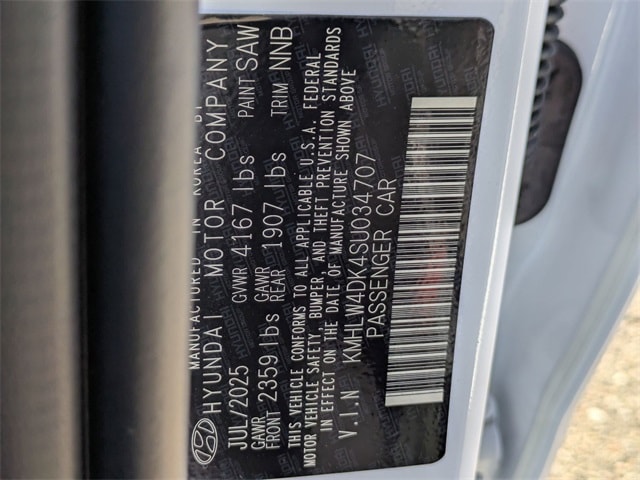 MANUFACTURED IN KOREA BY
HYUNDAI MOTOR COMPANY
JUL/2025 GVWR 4167 lbs PAINT SAW
GAWR FRONT 2359 lbs GAWR REAR 1907 lbs TRIM NNB
THIS VEHICLE CONFORMS TO ALL APPLICABLE U.S.A. FEDERAL
MOTOR VEHICLE SAFETY, BUMPER, AND THEFT PREVENTION STANDARDS
IN EFFECT ON THE DATE OF MANUFACTURE SHOWN ABOVE
V.I.N KMHLW4DK4SU034707
PASSENGER CAR